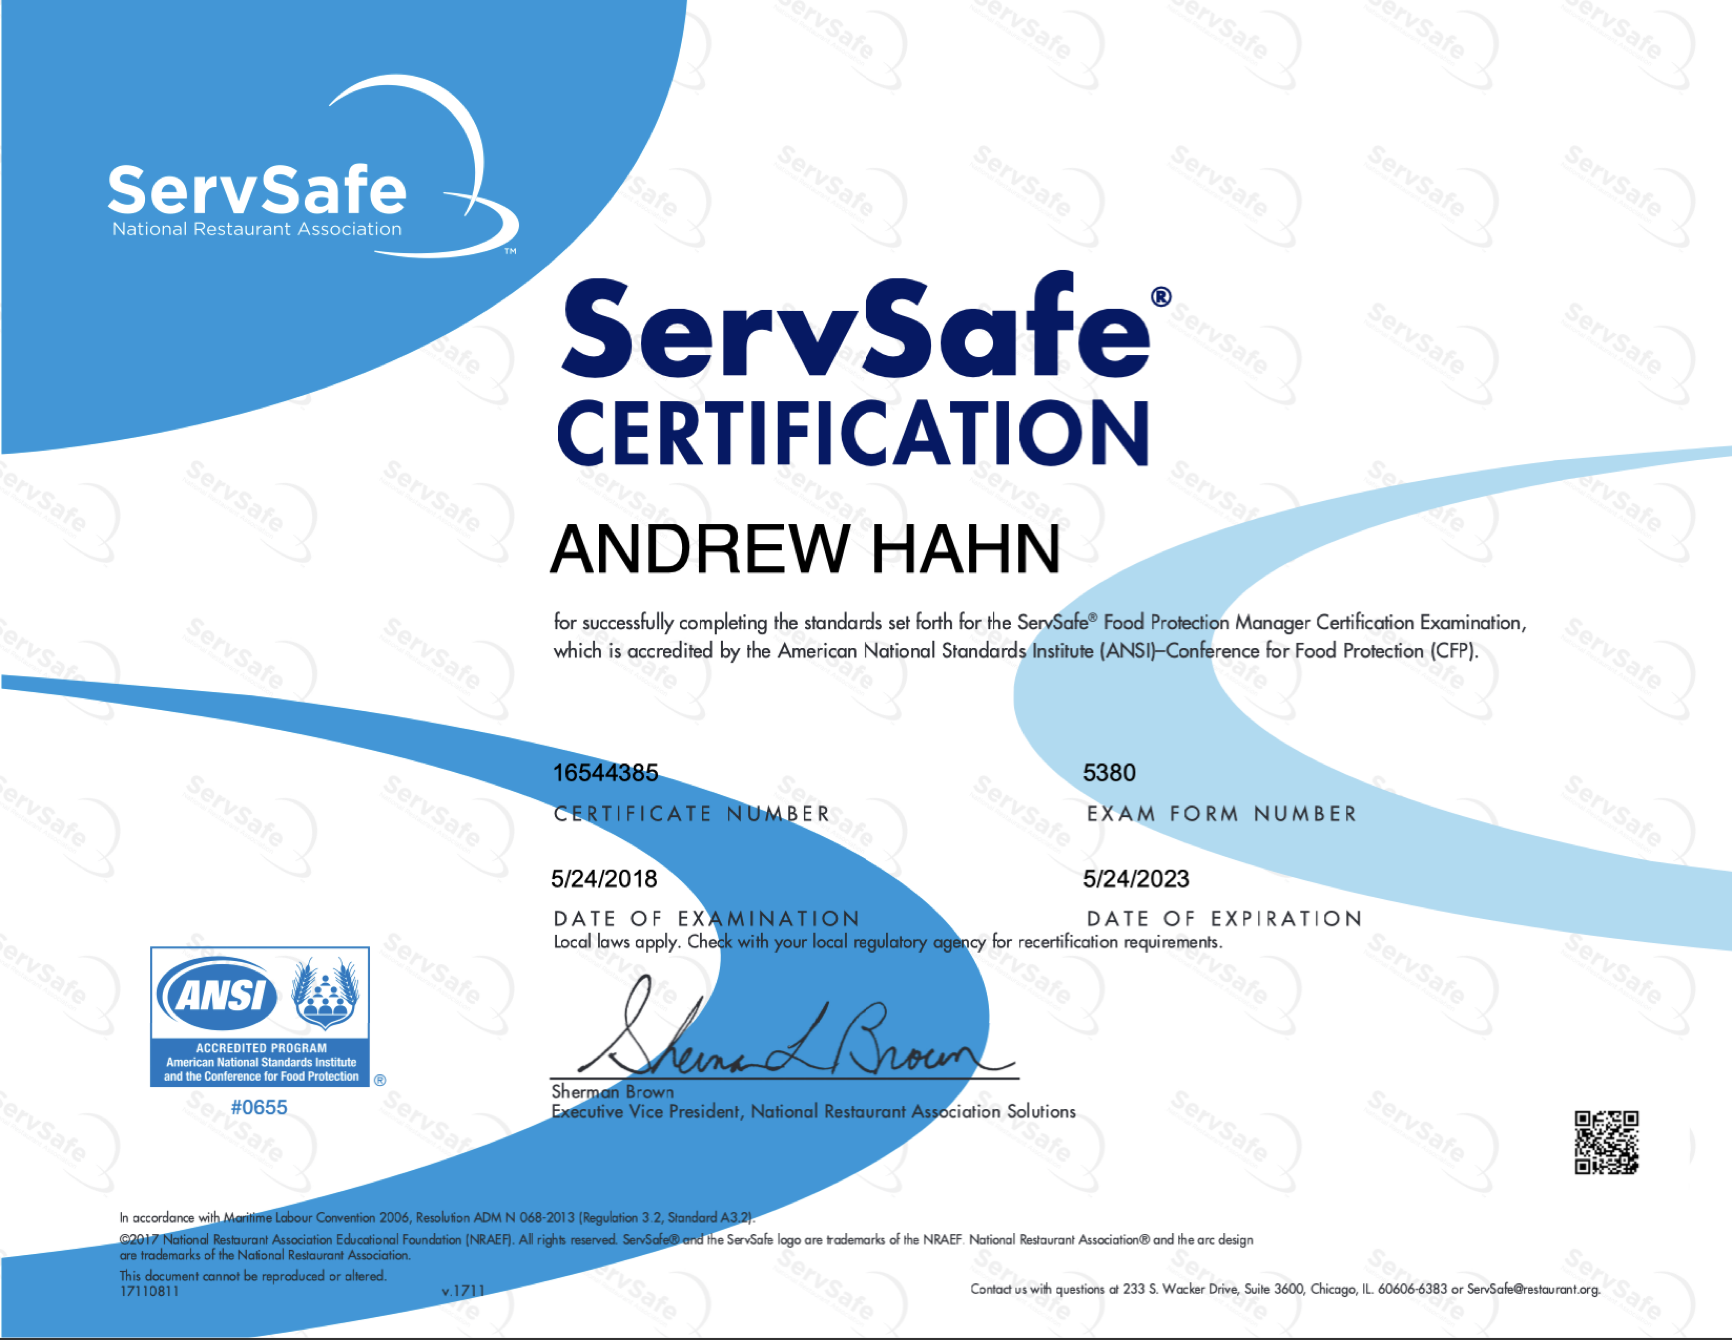 ServSafe
National Restaurant Association
TM
ServSafe®
CERTIFICATION
ANDREW HAHN
for successfully completing the standards set forth for the ServSafe® Food Protection Manager Certification Examination,
which is accredited by the American National Standards Institute (ANSI)–Conference for Food Protection (CFP).
16544385
CERTIFICATE NUMBER
5380
EXAM FORM NUMBER
5/24/2018
DATE OF EXAMINATION
5/24/2023
DATE OF EXPIRATION
Local laws apply. Check with your local regulatory agency for recertification requirements.
ANSI
ACCREDITED PROGRAM
American National Standards Institute
and the Conference for Food Protection
®
#0655
Sherman L Brown
Sherman Brown
Executive Vice President, National Restaurant Association Solutions
In accordance with Maritime Labour Convention 2006, Resolution ADM N 068-2013 (Regulation 3.2, Standard A3.2).
©2017 National Restaurant Association Educational Foundation (NRAEF). All rights reserved. ServSafe® and the ServSafe logo are trademarks of the NRAEF. National Restaurant Association® and the arc design
are trademarks of the National Restaurant Association.
This document cannot be reproduced or altered.
17110811
v.1711
Contact us with questions at 233 S. Wacker Drive, Suite 3600, Chicago, IL. 60606-6383 or ServSafe@restaurant.org.